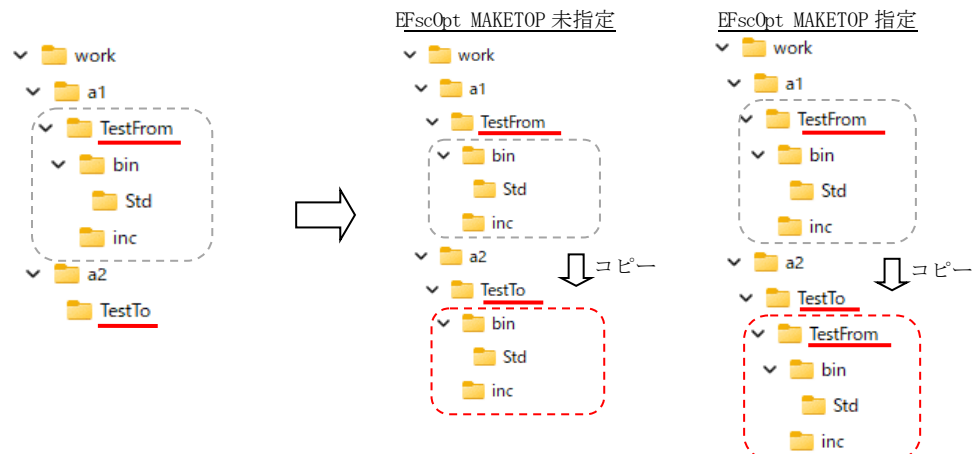 work
a1
TestFrom
bin
Std
inc
a2
TestTo
EFscOpt MAKETOP 未指定
work
a1
TestFrom
bin
Std
inc
a2
コピー
TestTo
bin
Std
inc
EFscOpt MAKETOP 指定
work
a1
TestFrom
bin
Std
inc
a2
コピー
TestTo
TestFrom
bin
Std
inc